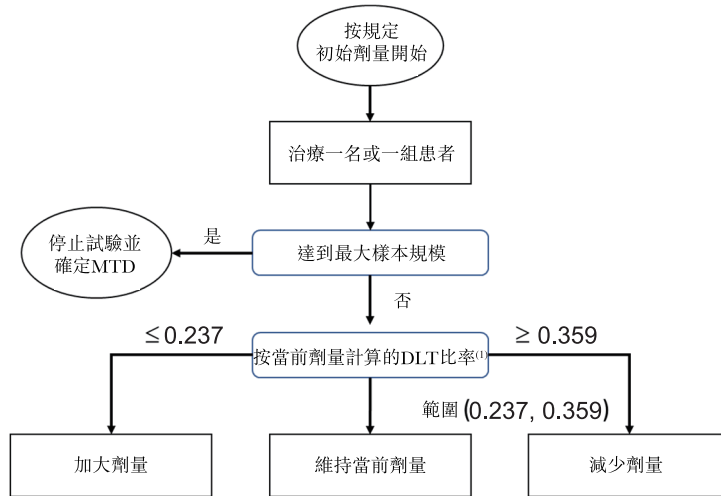 按規定
初始劑量開始
治療一名或一組患者
停止試驗並
確定MTD
是
達到最大樣本規模
否
≤ 0.237
按當前劑量計算的DLT比率⁽¹⁾
≥ 0.359
範圍 (0.237, 0.359)
加大劑量
維持當前劑量
減少劑量